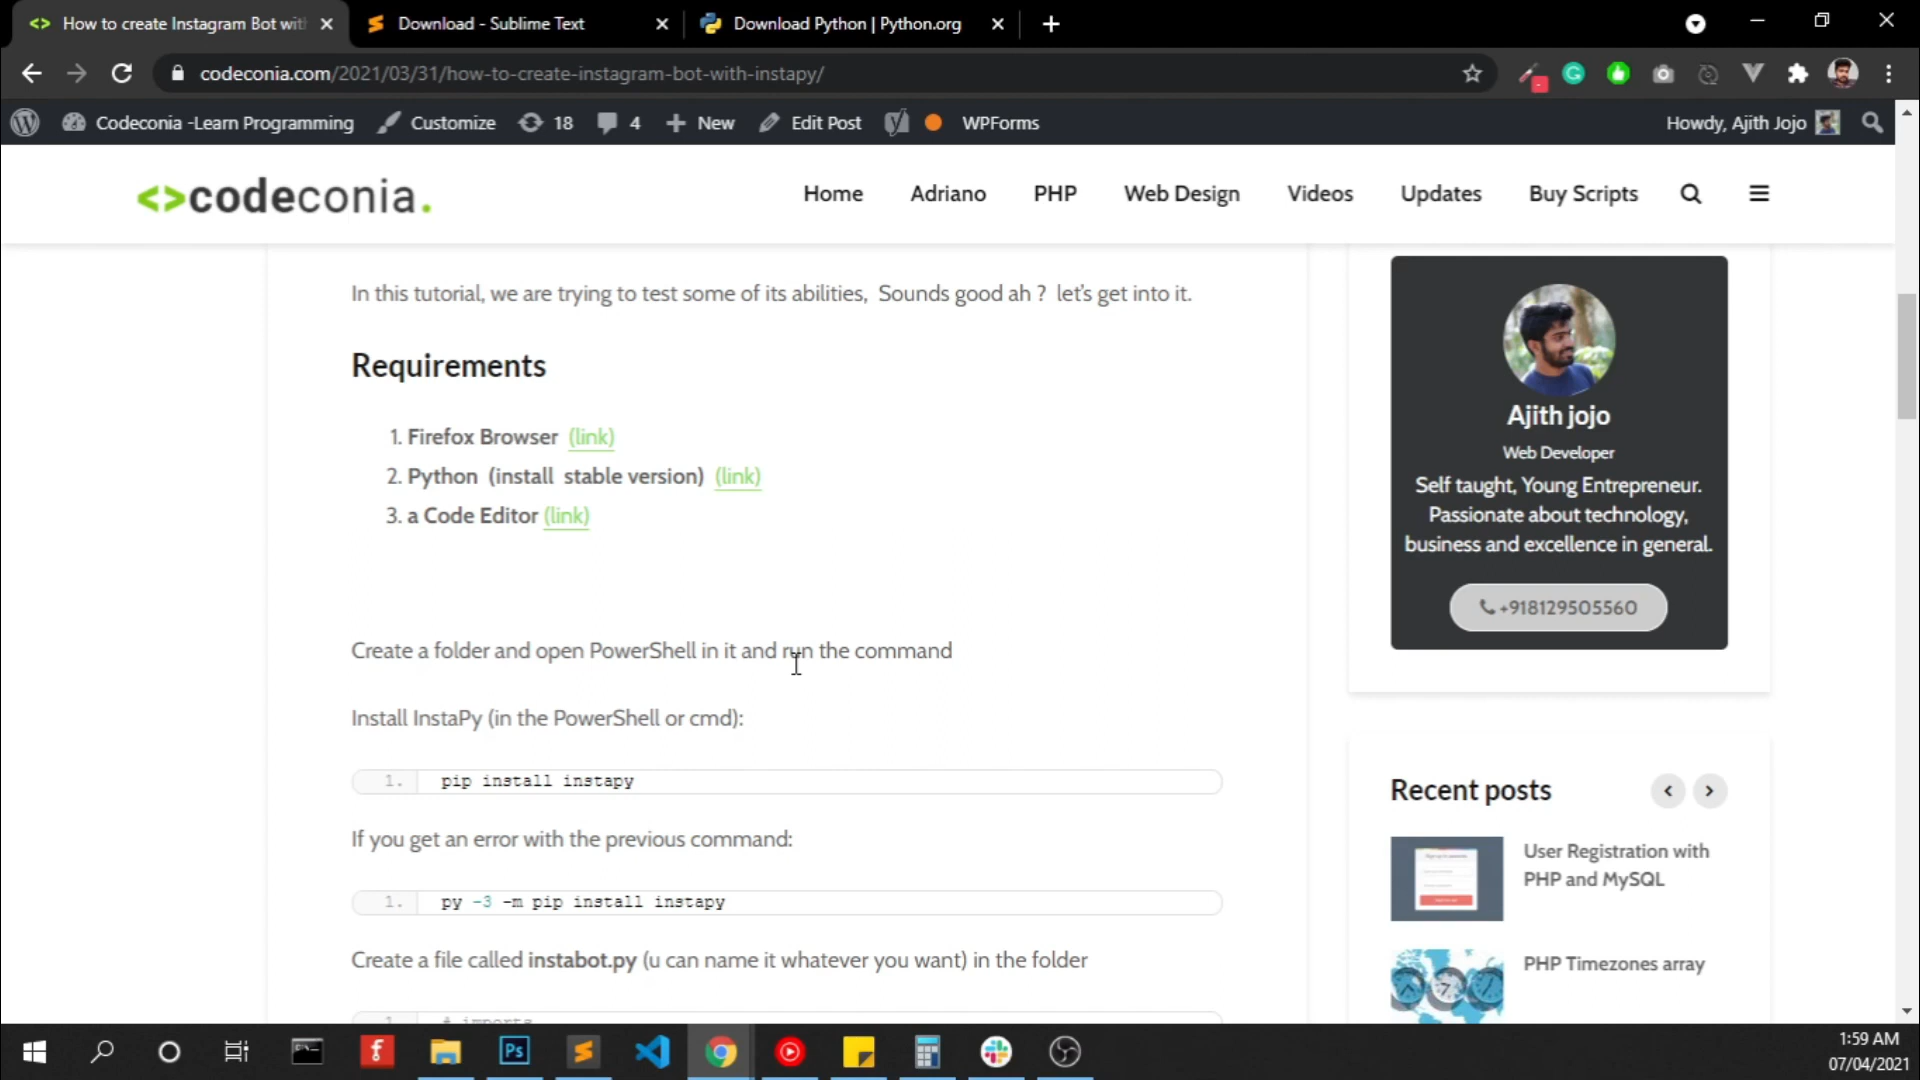 How to create Instagram Bot wit
Download - Sublime Text
Download Python | Python.org
codeconia.com/2021/03/31/how-to-create-instagram-bot-with-instapy/
Codeconia -Learn Programming
Customize
18
4
New
Edit Post
WPForms
Howdy, Ajith Jojo
<>codeconia.
Home
Adriano
PHP
Web Design
Videos
Updates
Buy Scripts
In this tutorial, we are trying to test some of its abilities,  Sounds good ah ?  let's get into it.
Requirements
1. Firefox Browser  (link)
2. Python  (install  stable version)  (link)
3. a Code Editor (link)
Create a folder and open PowerShell in it and run the command
Install InstaPy (in the PowerShell or cmd):
1. pip install instapy
If you get an error with the previous command:
1. py -3 -m pip install instapy
Create a file called instabot.py (u can name it whatever you want) in the folder
1. # imports
Ajith jojo
Web Developer
Self taught, Young Entrepreneur.
Passionate about technology,
business and excellence in general.
+918129505560
Recent posts
User Registration with
PHP and MySQL
PHP Timezones array
Ps
1:59 AM
07/04/2021